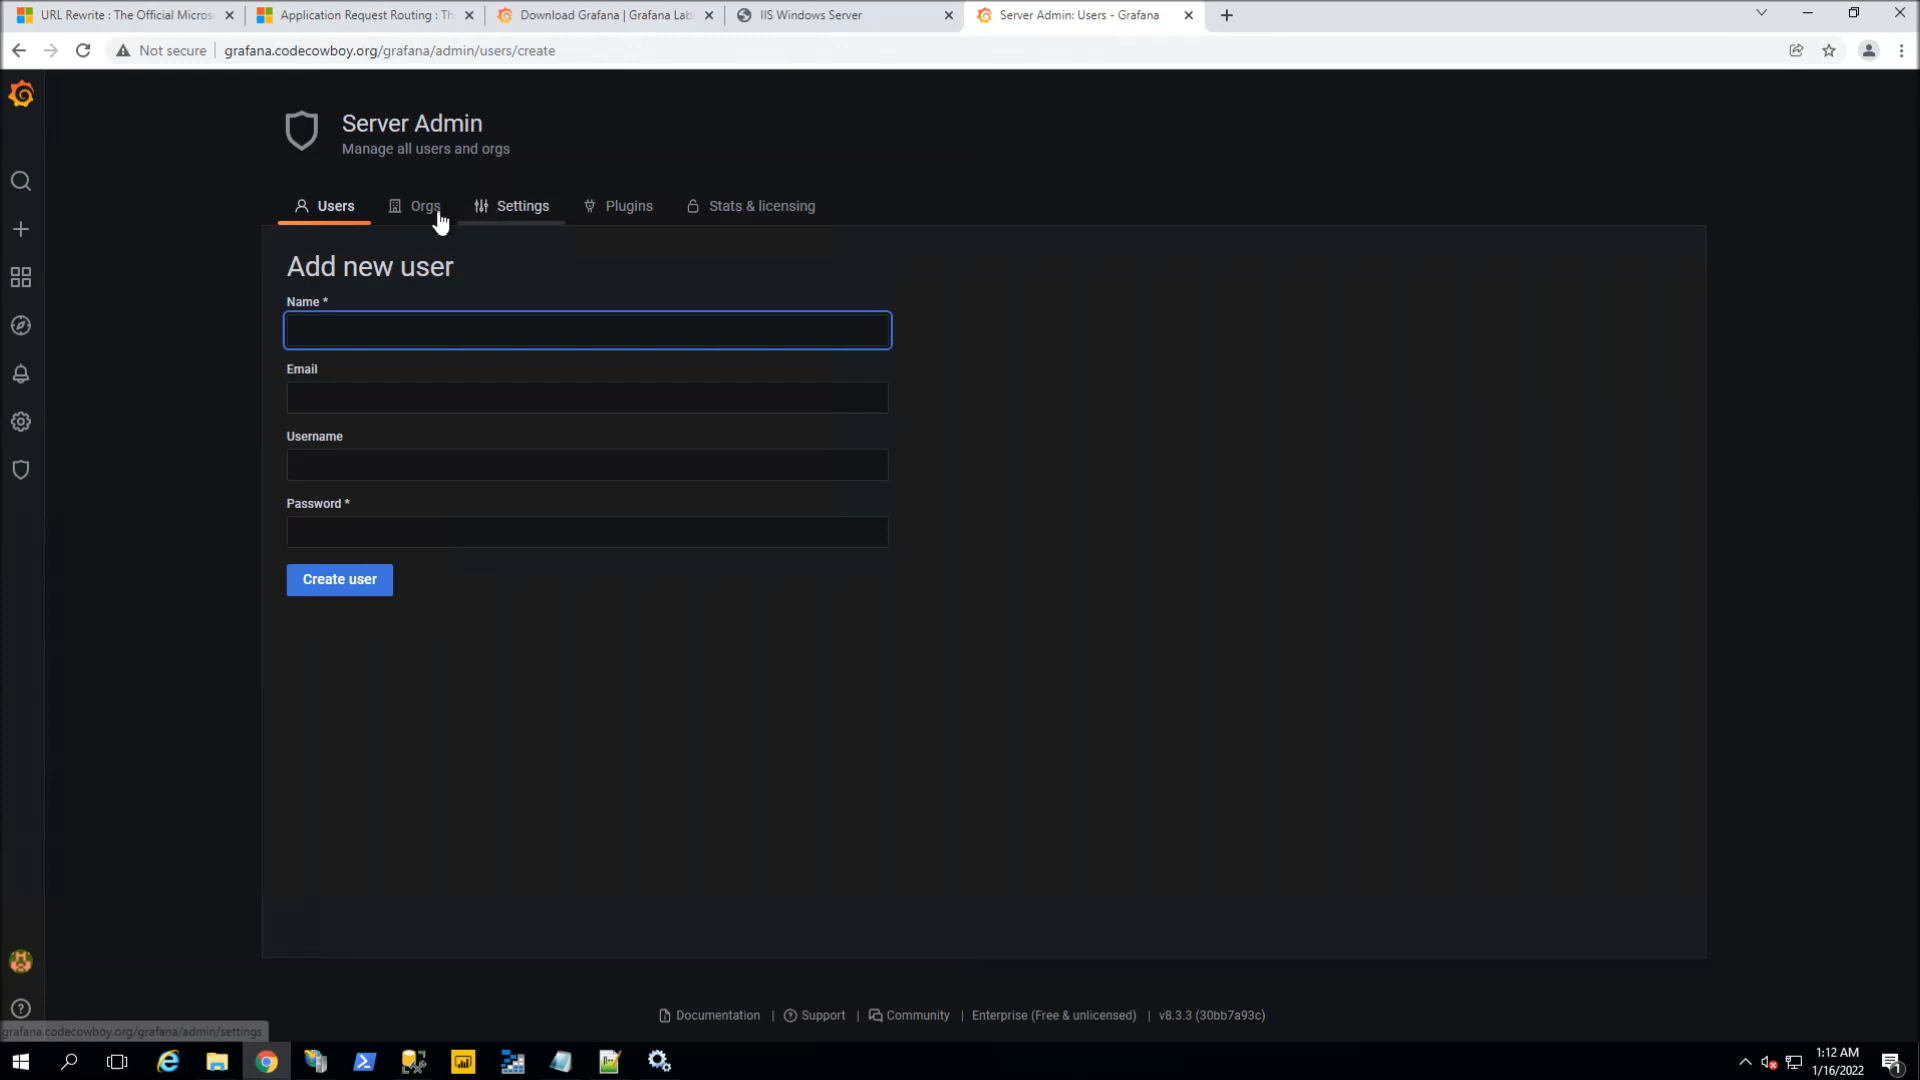 URL Rewrite : The Official Micros
Application Request Routing : Th
Download Grafana | Grafana Lab
IIS Windows Server
Server Admin: Users - Grafana
Not secure
grafana.codecowboy.org/grafana/admin/users/create
Server Admin
Manage all users and orgs
Users
Orgs
Settings
Plugins
Stats & licensing
Add new user
Name *
Email
Username
Password *
Create user
Documentation | Support | Community | Enterprise (Free & unlicensed) | v8.3.3 (30bb7a93c)
grafana.codecowboy.org/grafana/admin/settings
1:12 AM
1/16/2022
1